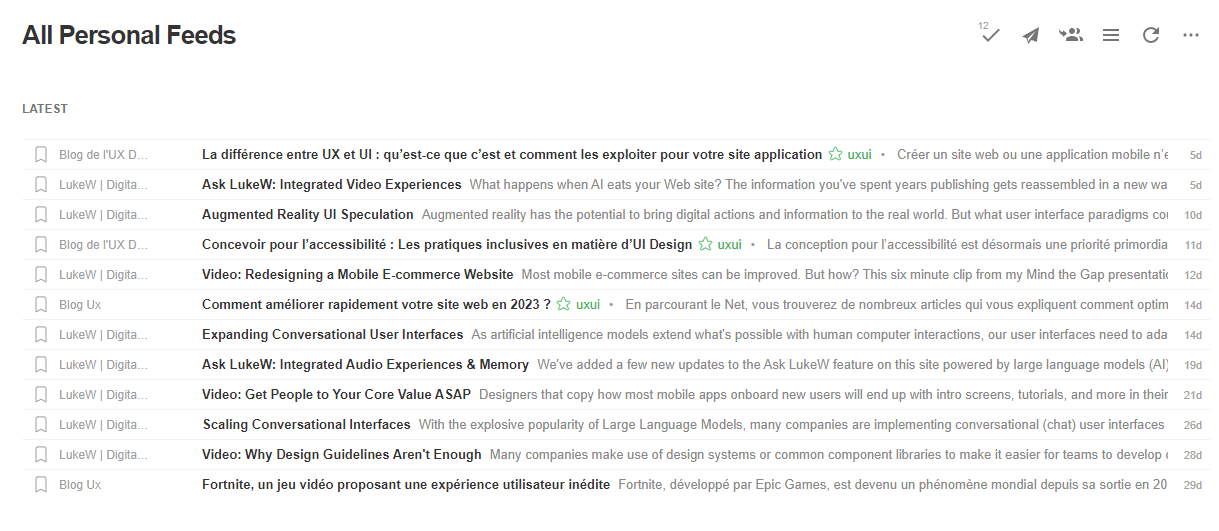 All Personal Feeds
12
LATEST
Blog de l'UX D... La différence entre UX et UI : qu’est-ce que c’est et comment les exploiter pour votre site application uxui • Créer un site web ou une application mobile n’e 5d
LukeW | Digita... Ask LukeW: Integrated Video Experiences What happens when AI eats your Web site? The information you've spent years publishing gets reassembled in a new wa 5d
LukeW | Digita... Augmented Reality UI Speculation Augmented reality has the potential to bring digital actions and information to the real world. But what user interface paradigms cou 10d
Blog de l'UX D... Concevoir pour l’accessibilité : Les pratiques inclusives en matière d’UI Design uxui • La conception pour l’accessibilité est désormais une priorité primordia 11d
LukeW | Digita... Video: Redesigning a Mobile E-commerce Website Most mobile e-commerce sites can be improved. But how? This six minute clip from my Mind the Gap presentatic 12d
Blog Ux Comment améliorer rapidement votre site web en 2023 ? uxui • En parcourant le Net, vous trouverez de nombreux articles qui vous expliquent comment optim 14d
LukeW | Digita... Expanding Conversational User Interfaces As artificial intelligence models extend what's possible with human computer interactions, our user interfaces need to ada 14d
LukeW | Digita... Ask LukeW: Integrated Audio Experiences & Memory We've added a few new updates to the Ask LukeW feature on this site powered by large language models (AI) 19d
LukeW | Digita... Video: Get People to Your Core Value ASAP Designers that copy how most mobile apps onboard new users will end up with intro screens, tutorials, and more in their 21d
LukeW | Digita... Scaling Conversational Interfaces With the explosive popularity of Large Language Models, many companies are implementing conversational (chat) user interfaces 26d
LukeW | Digita... Video: Why Design Guidelines Aren't Enough Many companies make use of design systems or common component libraries to make it easier for teams to develop 28d
Blog Ux Fortnite, un jeu vidéo proposant une expérience utilisateur inédite Fortnite, développé par Epic Games, est devenu un phénomène mondial depuis sa sortie en 20 29d